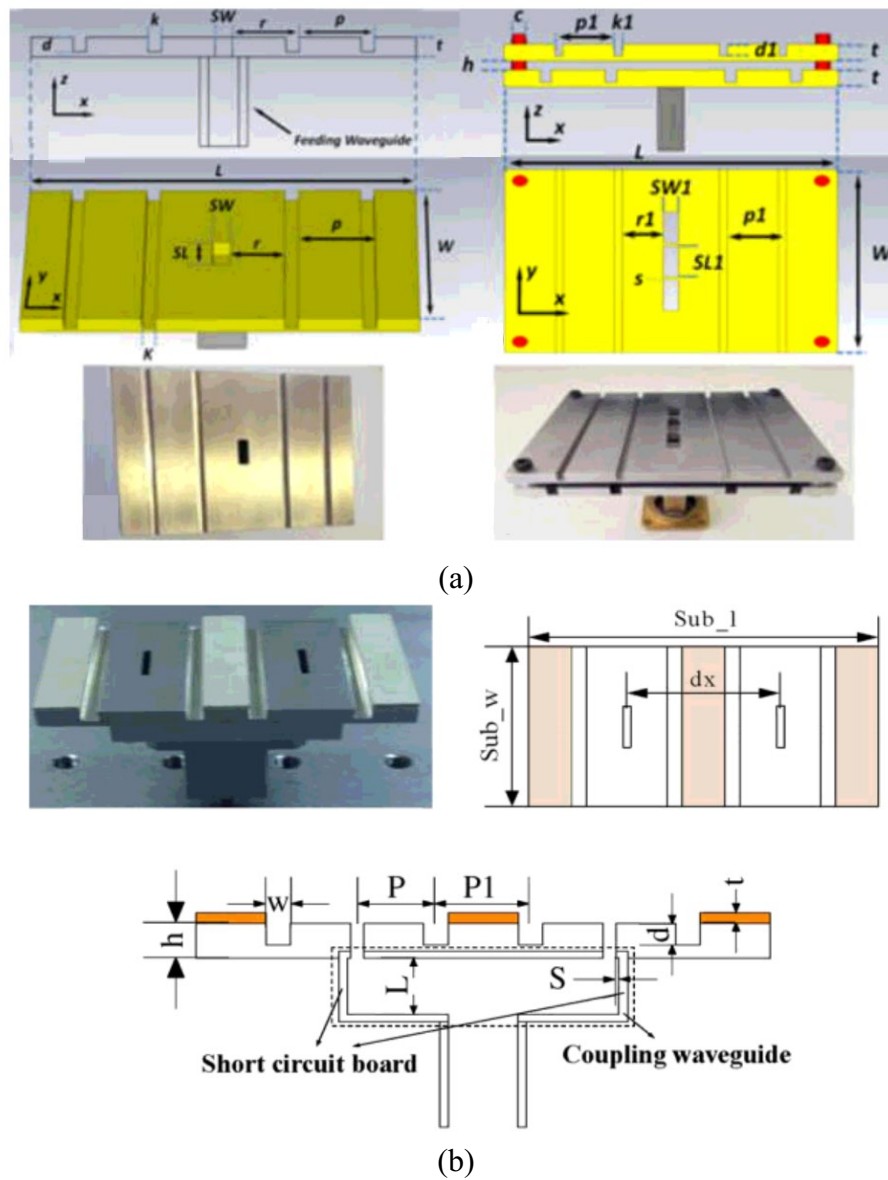 SW
k r p
d t
z
x
Feeding Waveguide
L
SW
SL r p
W
y
x
K
c p1 k1
d1 t
h t
z
x
L
SW1
r1 p1
SL1
s
W
y
x
(a)
Sub_l
dx
Sub_w
W P P1 t
h d
L S
Short circuit board Coupling waveguide
(b)